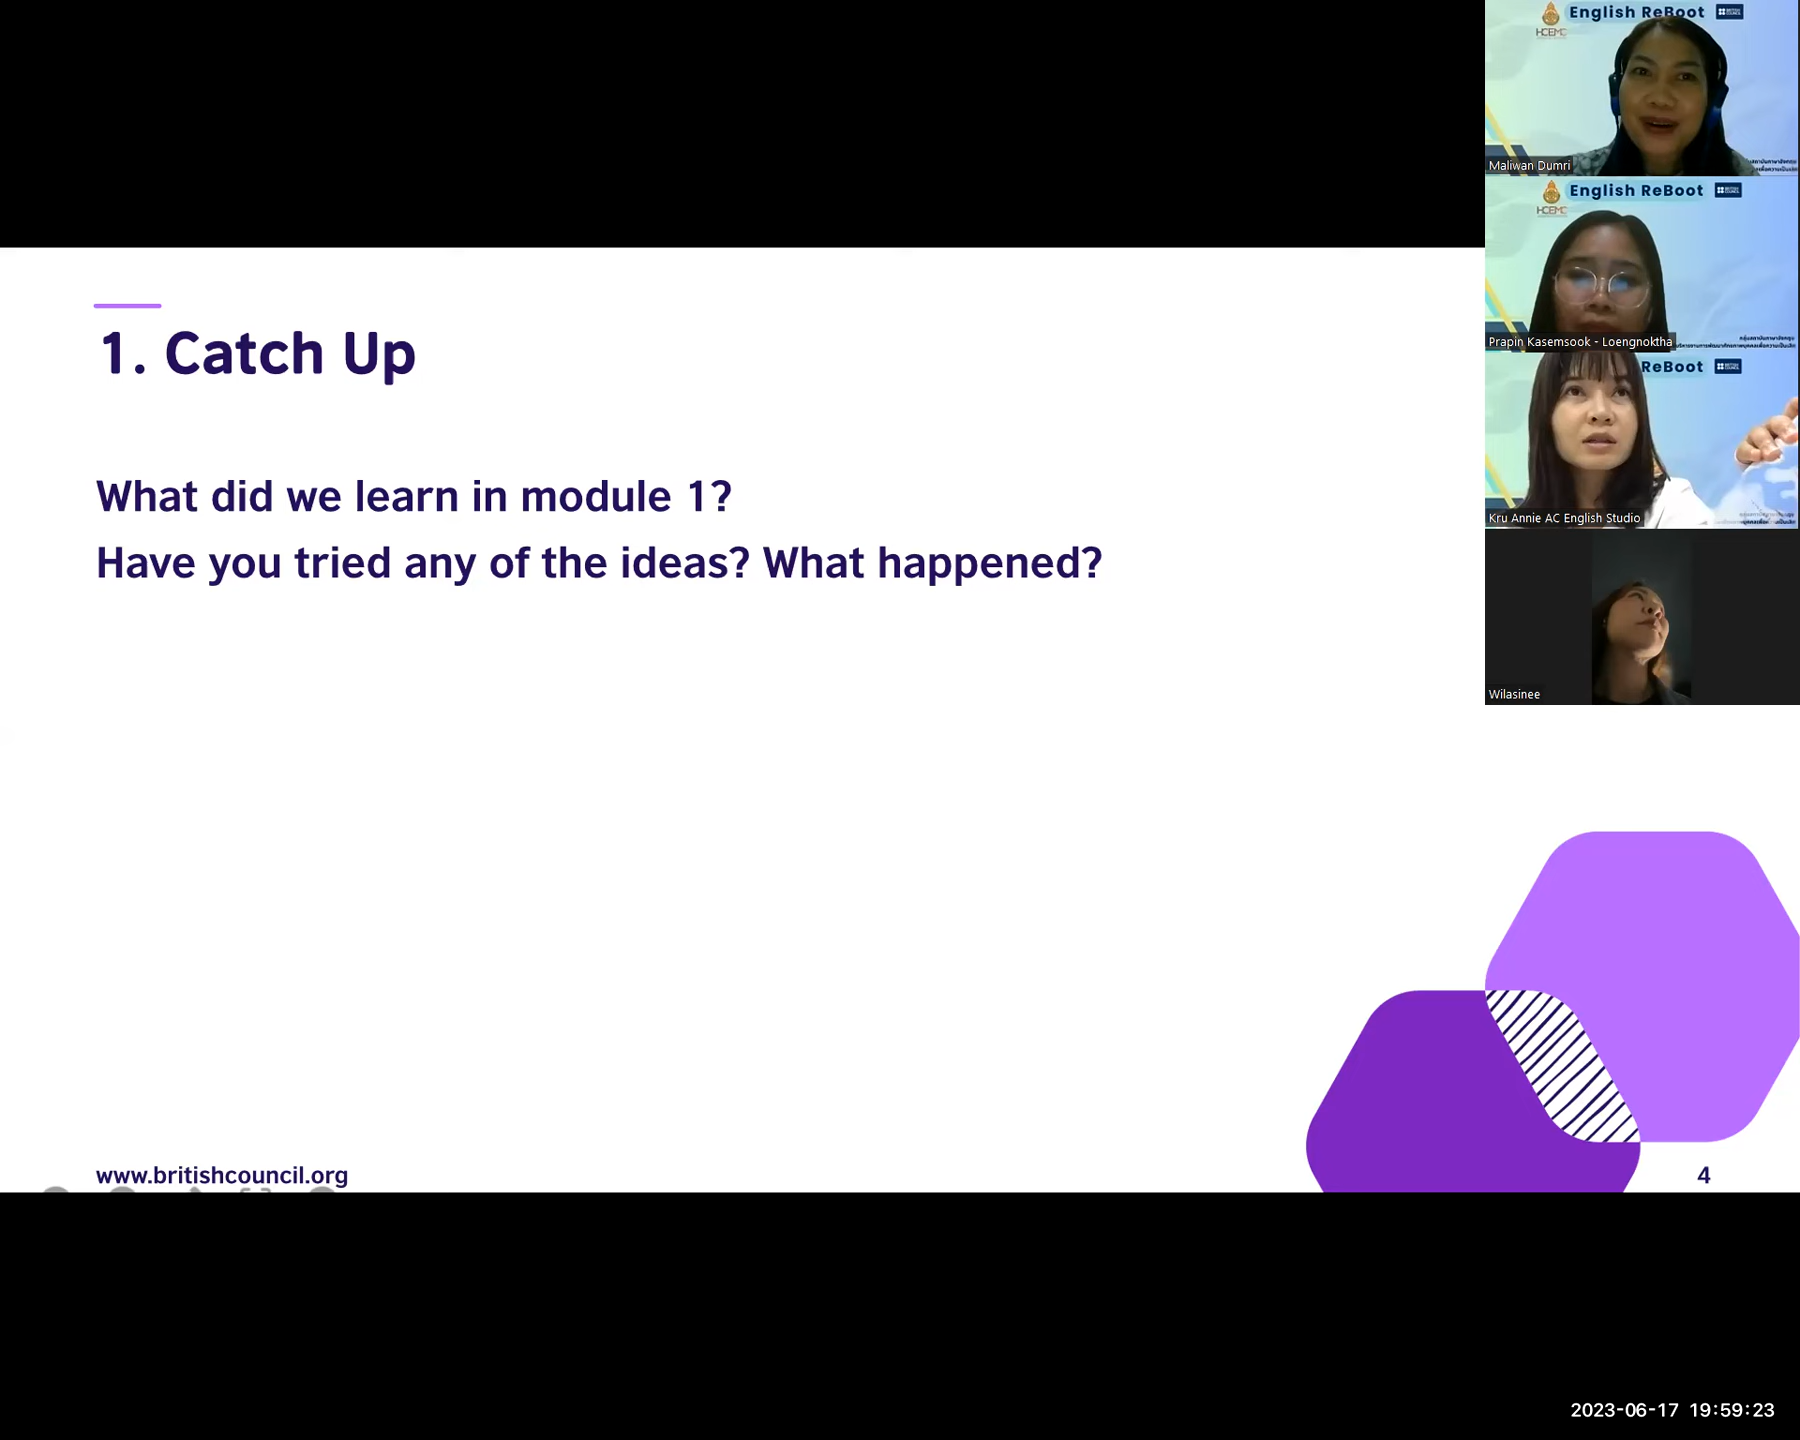 1. Catch Up
What did we learn in module 1?
Have you tried any of the ideas? What happened?
www.britishcouncil.org
4
English ReBoot
HCEMC
Maliwan Dumri
English ReBoot
HCEMC
Prapin Kasemsook - Loengnoktha
ReBoot
Kru Annie AC English Studio
Wilasinee
2023-06-17 19:59:23